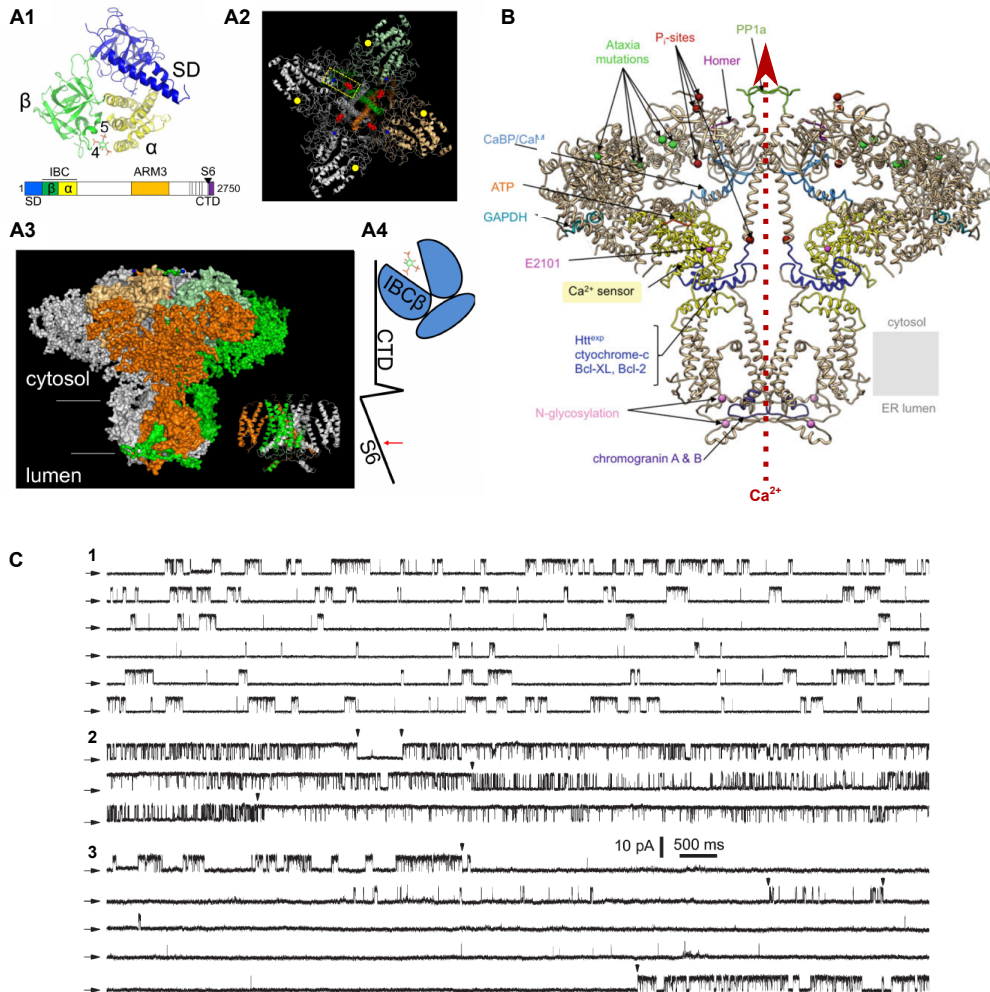 A1
SD
β
5
4
α
IBC
ARM3
S6
1
β
α
2750
SD
CTD
A2
A3
cytosol
lumen
A4
IBCβ
CTD
S6
B
PP1a
Pi-sites
Ataxia
mutations
Homer
CaBP/CaM
ATP
GAPDH
E2101
Ca²⁺ sensor
Httᵉˣᵖ
ctyochrome-c
Bcl-XL, Bcl-2
cytosol
ER lumen
N-glycosylation
chromogranin A & B
Ca²⁺
C
1
2
3
10 pA
500 ms